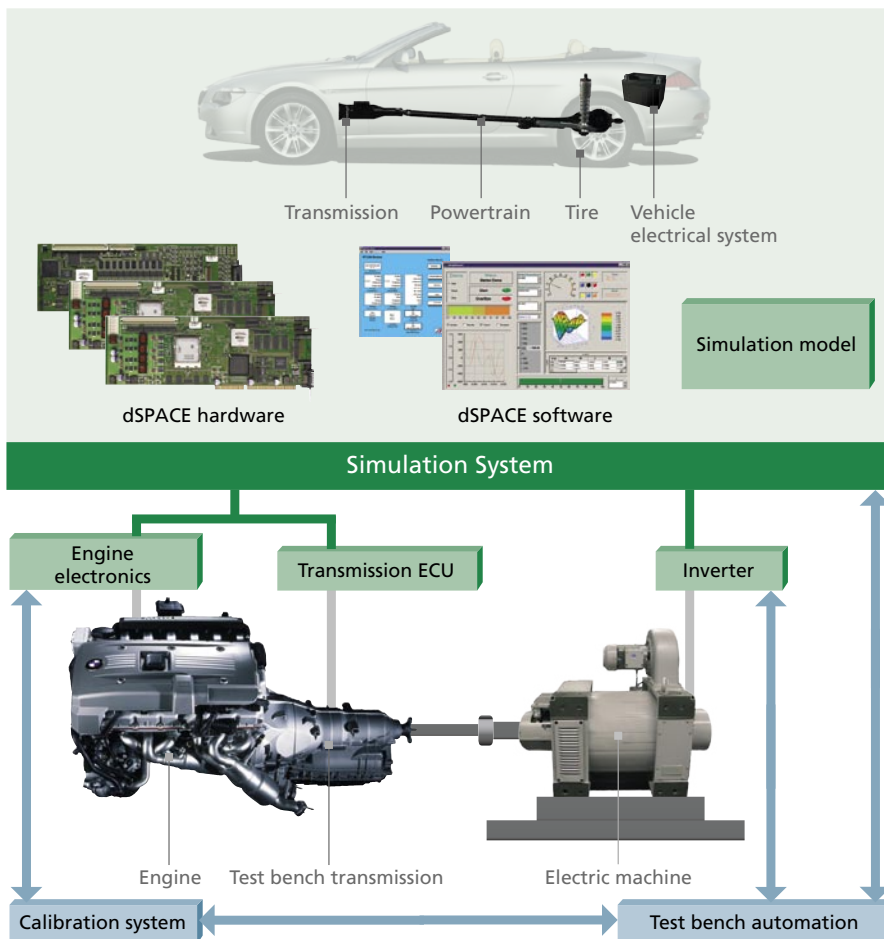 Transmission
Powertrain
Tire
Vehicle
electrical system
Simulation model
dSPACE hardware
dSPACE software
Simulation System
Engine
electronics
Transmission ECU
Inverter
Engine
Test bench transmission
Electric machine
Calibration system
Test bench automation